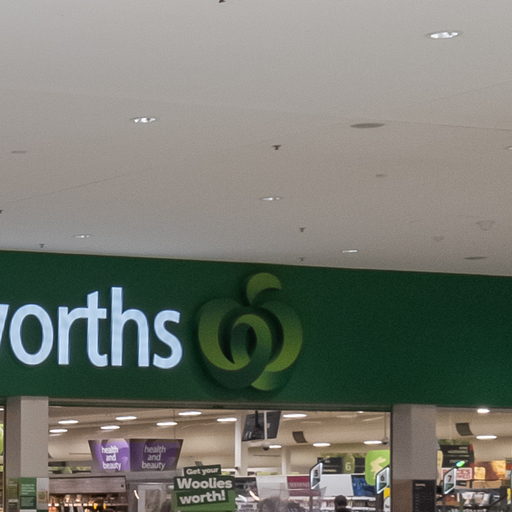 worths
health
and
beauty
health
and
beauty
Get your
Woolies
worth!